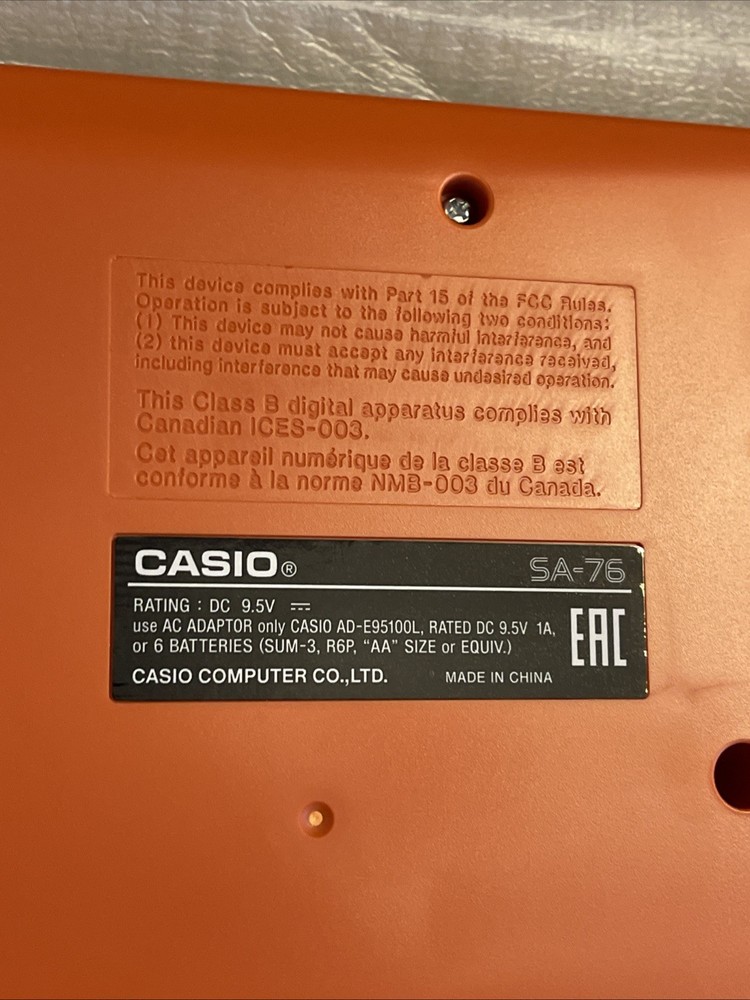 This device complies with Part 15 of the FCC Rules.
Operation is subject to the following two conditions:
(1) This device may not cause harmful interference, and
(2) this device must accept any interference received,
including interference that may cause undesired operation.
This Class B digital apparatus complies with
Canadian ICES-003.
Cet appareil numérique de la classe B est
conforme à la norme NMB-003 du Canada.
CASIO® SA-76
RATING : DC 9.5V ⎓
use AC ADAPTOR only CASIO AD-E95100L, RATED DC 9.5V 1A,
or 6 BATTERIES (SUM-3, R6P, “AA” SIZE or EQUIV.)
EAC
CASIO COMPUTER CO.,LTD. MADE IN CHINA